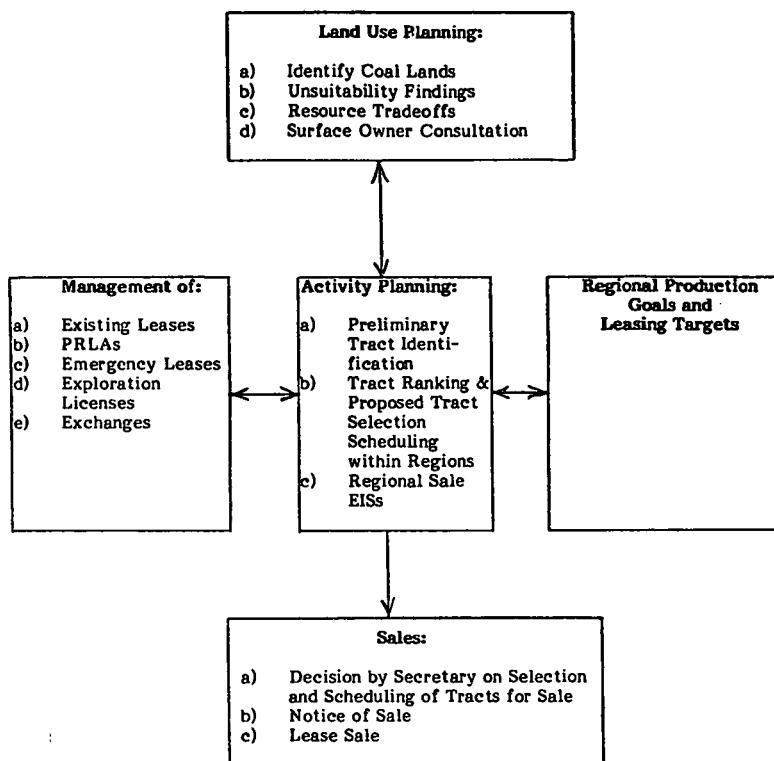 Land Use Planning:
a) Identify Coal Lands
b) Unsuitability Findings
c) Resource Tradeoffs
d) Surface Owner Consultation
Management of:
a) Existing Leases
b) PRLAs
c) Emergency Leases
d) Exploration
Licenses
e) Exchanges
Activity Planning:
a) Preliminary
Tract Identi-
fication
b) Tract Ranking &
Proposed Tract
Selection
Scheduling
within Regions
c) Regional Sale
EISs
Regional Production
Goals and
Leasing Targets
Sales:
a) Decision by Secretary on Selection
and Scheduling of Tracts for Sale
b) Notice of Sale
c) Lease Sale